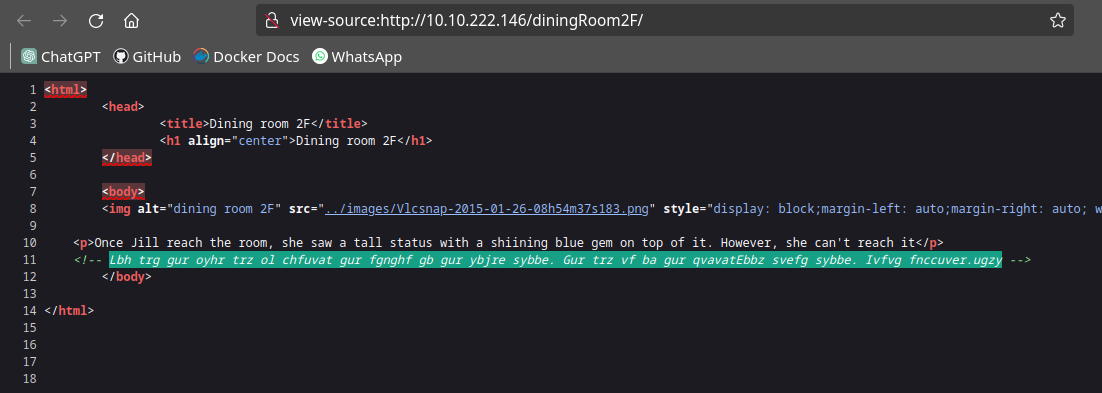 view-source:http://10.10.222.146/diningRoom2F/
ChatGPT GitHub Docker Docs WhatsApp
1 <html>
2 <head>
3 <title>Dining room 2F</title>
4 <h1 align="center">Dining room 2F</h1>
5 </head>
6
7 <body>
8 <img alt="dining room 2F" src="../images/Vlcsnap-2015-01-26-08h54m37s183.png" style="display: block;margin-left: auto;margin-right: auto; w
9
10 <p>Once Jill reach the room, she saw a tall status with a shiining blue gem on top of it. However, she can't reach it</p>
11 <!-- Lbh trg gur oyhr trz ol chfuvat gur fgnghf gb gur ybjre sybbe. Gur trz vf ba gur qvavatEbbz svefg sybbe. Ivfvg fnccuver.ugzy -->
12 </body>
13
14 </html>
15
16
17
18